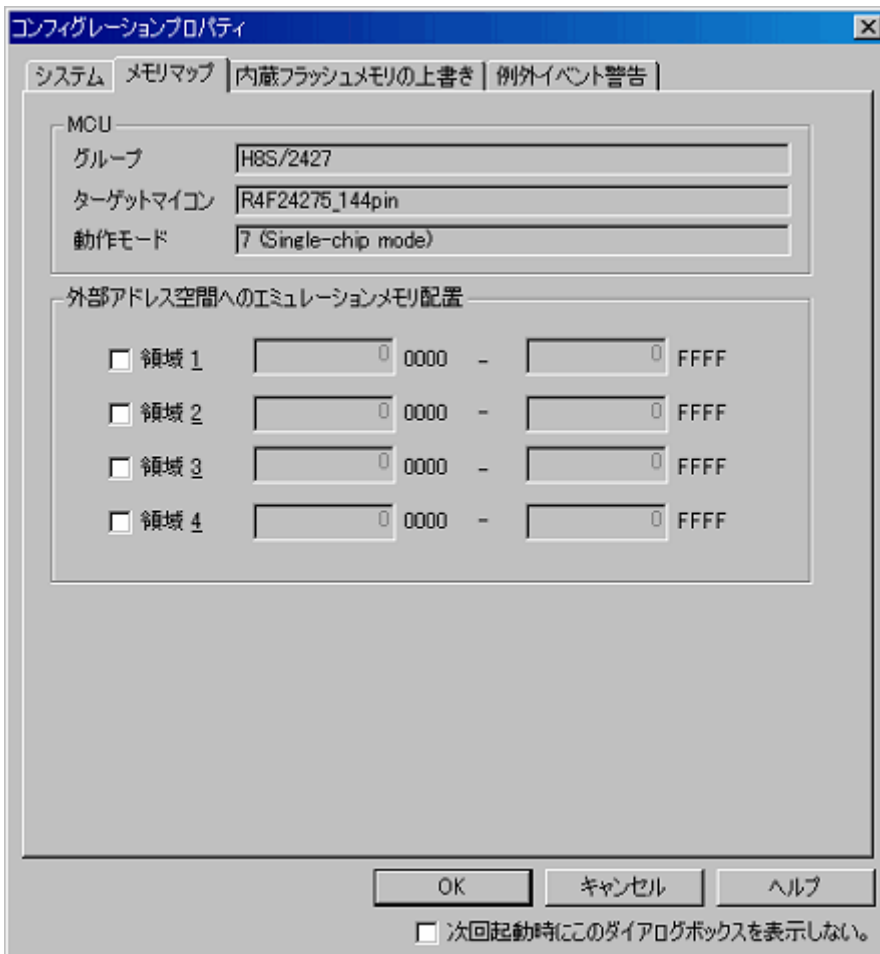 コンフィグレーションプロパティ
システム メモリマップ 内蔵フラッシュメモリの上書き 例外イベント警告
MCU
グループ H8S/2427
ターゲットマイコン R4F24275_144pin
動作モード 7 (Single-chip mode)
外部アドレス空間へのエミュレーションメモリ配置
領域 1 0 0000 - 0 FFFF
領域 2 0 0000 - 0 FFFF
領域 3 0 0000 - 0 FFFF
領域 4 0 0000 - 0 FFFF
OK キャンセル ヘルプ
次回起動時にこのダイアログボックスを表示しない。